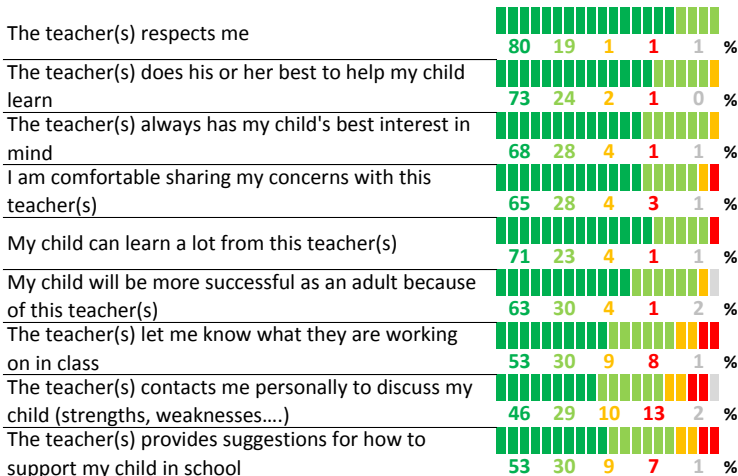 The teacher(s) respects me
80 19 1 1 1 %
The teacher(s) does his or her best to help my child
learn
73 24 2 1 0 %
The teacher(s) always has my child's best interest in
mind
68 28 4 1 1 %
I am comfortable sharing my concerns with this
teacher(s)
65 28 4 3 1 %
My child can learn a lot from this teacher(s)
71 23 4 1 1 %
My child will be more successful as an adult because
of this teacher(s)
63 30 4 1 2 %
The teacher(s) let me know what they are working
on in class
53 30 9 8 1 %
The teacher(s) contacts me personally to discuss my
child (strengths, weaknesses....)
46 29 10 13 2 %
The teacher(s) provides suggestions for how to
support my child in school
53 30 9 7 1 %